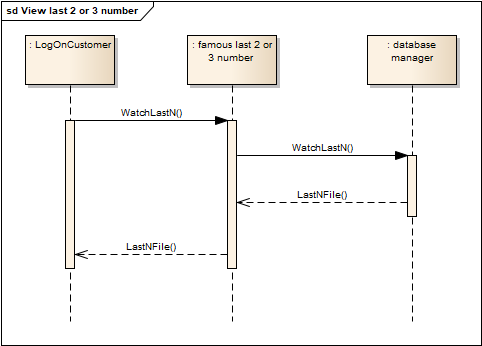 sd View last 2 or 3 number
: LogOnCustomer
: famous last 2 or
3 number
: database
manager
WatchLastN()
WatchLastN()
LastNFile()
LastNFile()